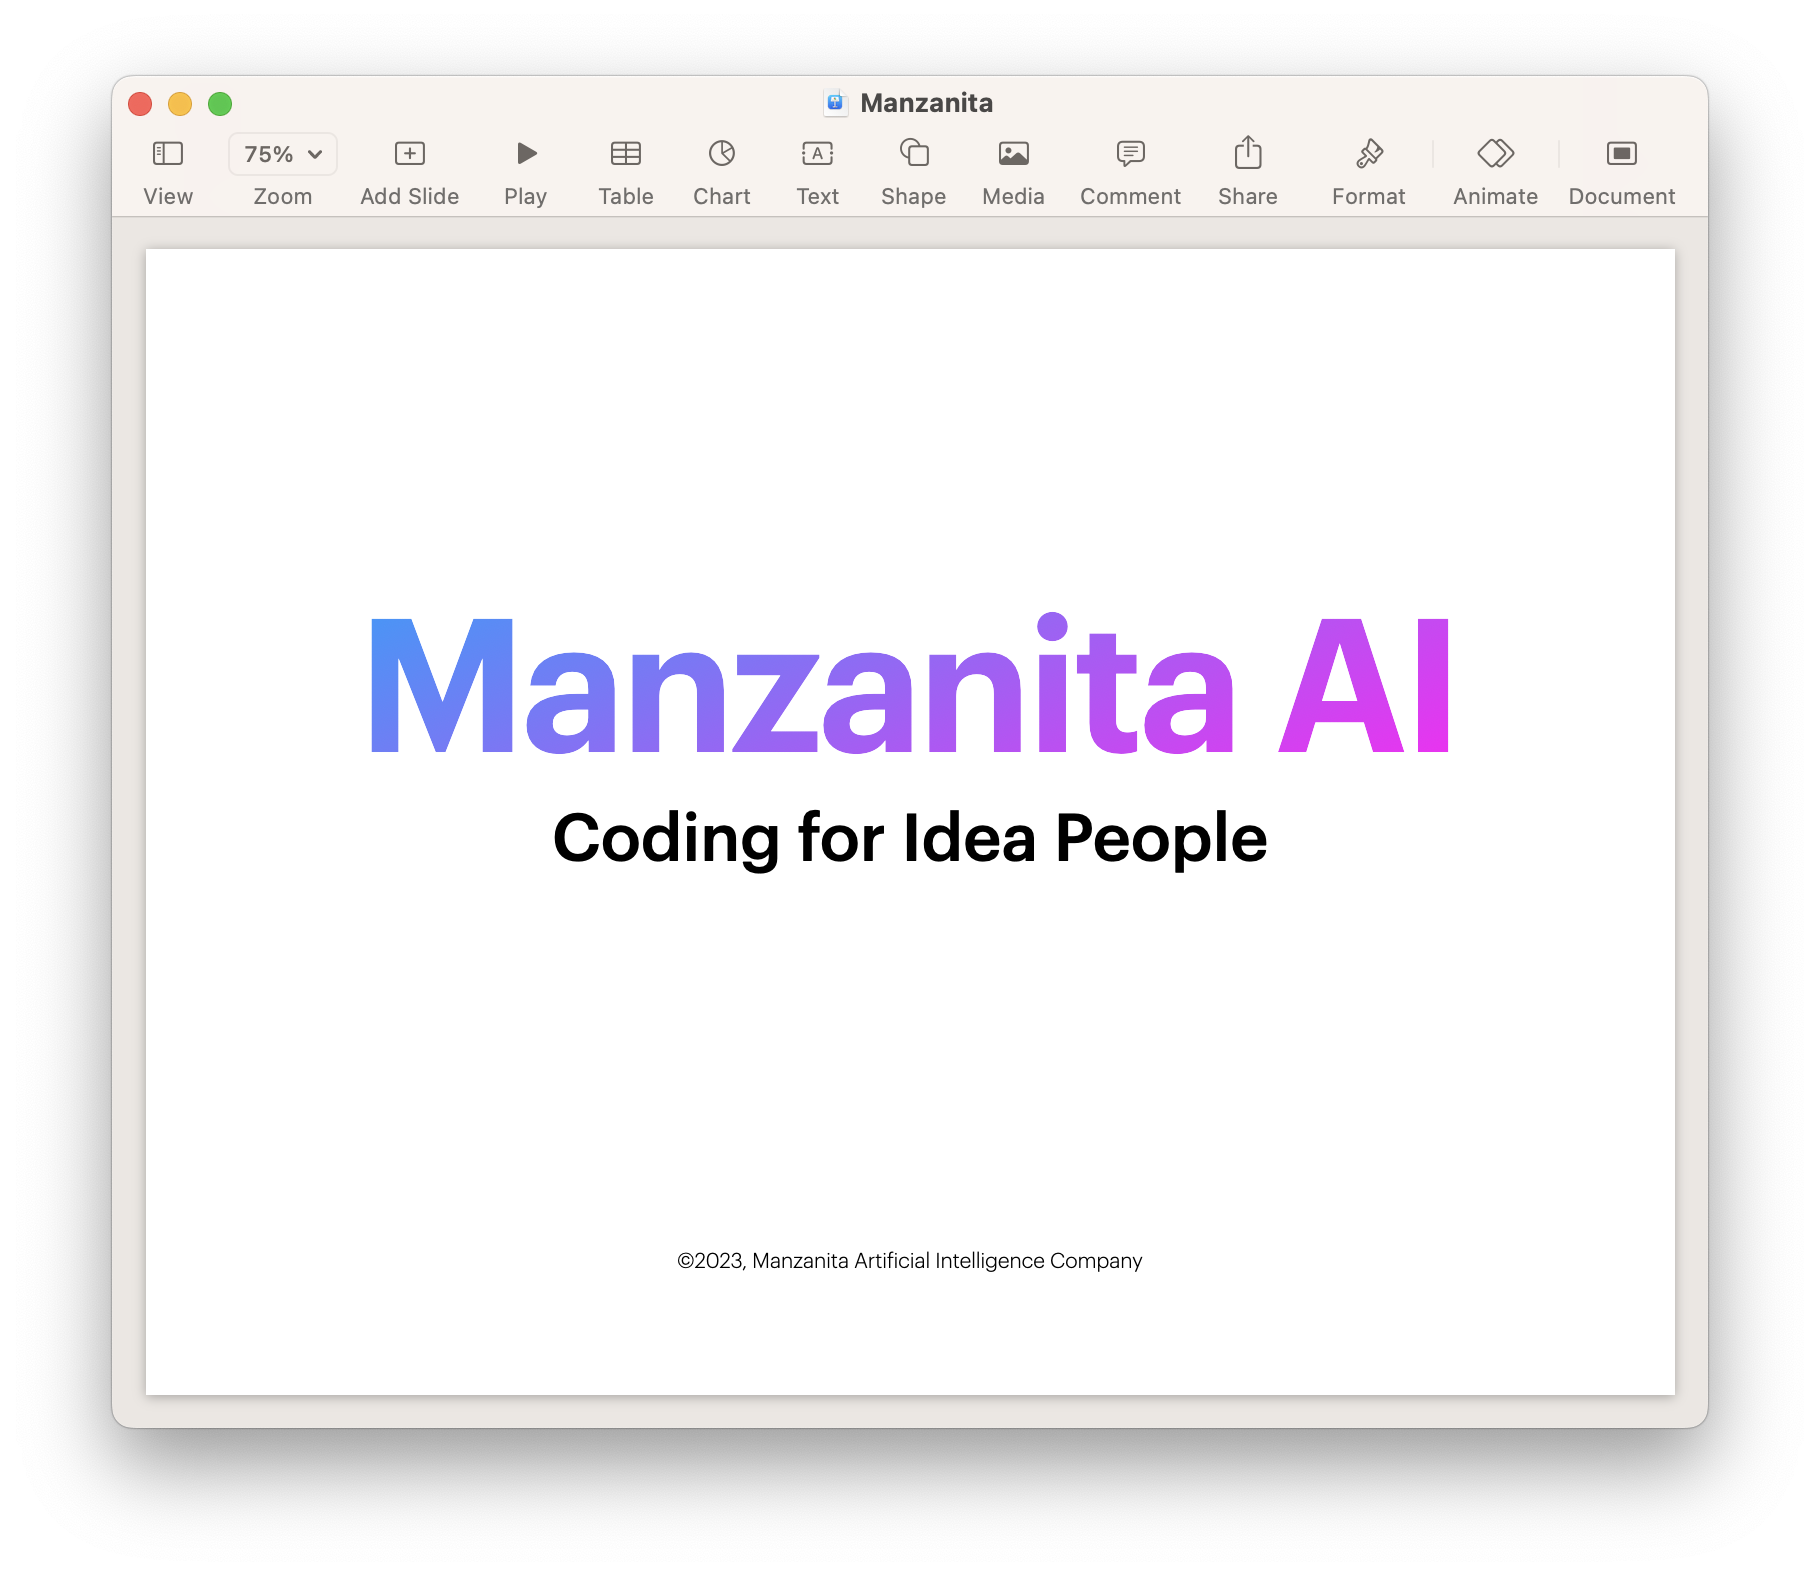 Manzanita
75%
View Zoom Add Slide Play Table Chart Text Shape Media Comment Share Format Animate Document
Manzanita AI
Coding for Idea People
©2023, Manzanita Artificial Intelligence Company